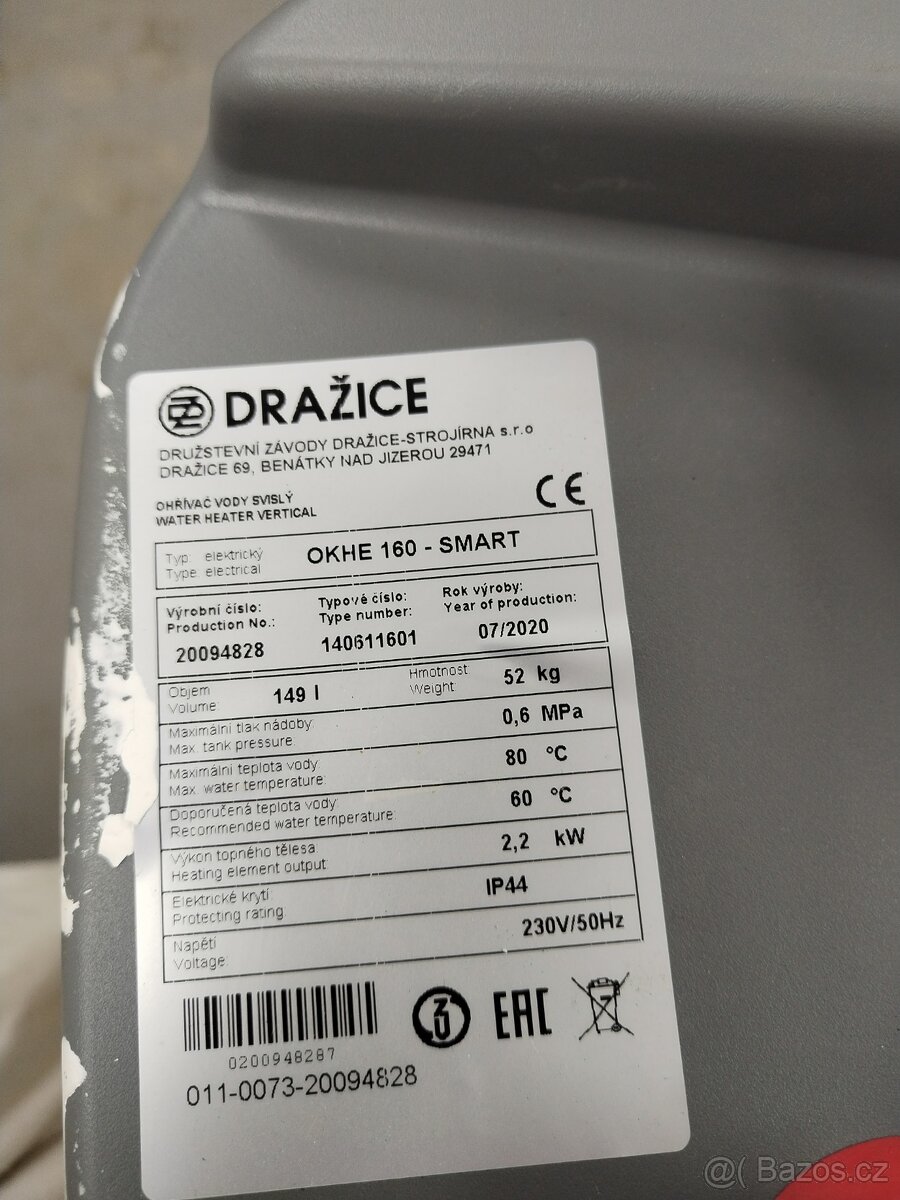 DRAŽICE
DRUŽSTEVNÍ ZÁVODY DRAŽICE-STROJÍRNA s.r.o
DRAŽICE 69, BENÁTKY NAD JIZEROU 29471
CE
OHŘÍVAČ VODY SVISLÝ
WATER HEATER VERTICAL
Typ: elektrický OKHE 160 - SMART
Type: electrical
Výrobní číslo: Typové číslo: Rok výroby:
Production No.: Type number: Year of production:
20094828 140611601 07/2020
Objem Hmotnost
Volume: 149 l Weight: 52 kg
Maximální tlak nádoby:
Max. tank pressure: 0,6 MPa
Maximální teplota vody:
Max. water temperature: 80 °C
Doporučená teplota vody:
Recommended water temperature: 60 °C
Výkon topného tělesa:
Heating element output: 2,2 kW
Elektrické krytí:
Protecting rating: IP44
Napětí
Voltage: 230V/50Hz
0200948287
EAC
011-0073-20094828
@( Bazos.cz